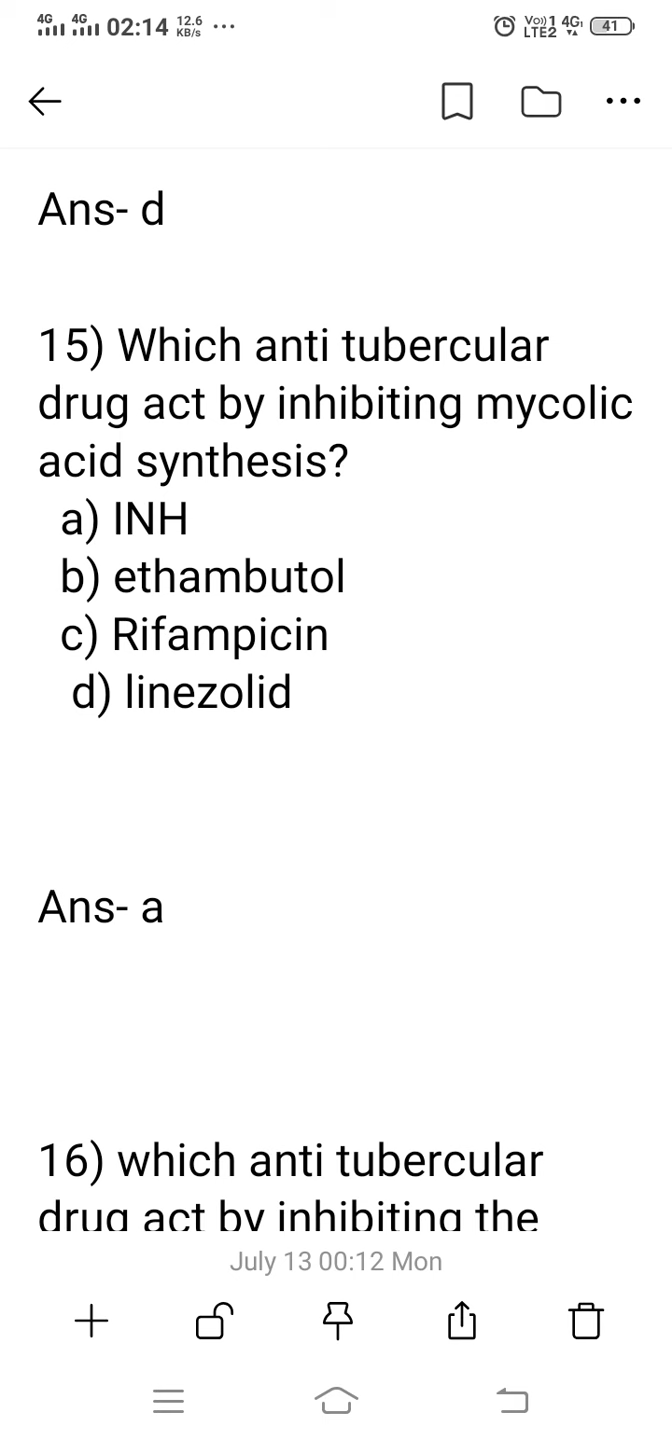 4G 4G 02:14 12.6 KB/s ... Vo)) 1 LTE2 4G 41
Ans- d
15) Which anti tubercular
drug act by inhibiting mycolic
acid synthesis?
a) INH
b) ethambutol
c) Rifampicin
d) linezolid
Ans- a
16) which anti tubercular
drug act by inhibiting the
July 13 00:12 Mon